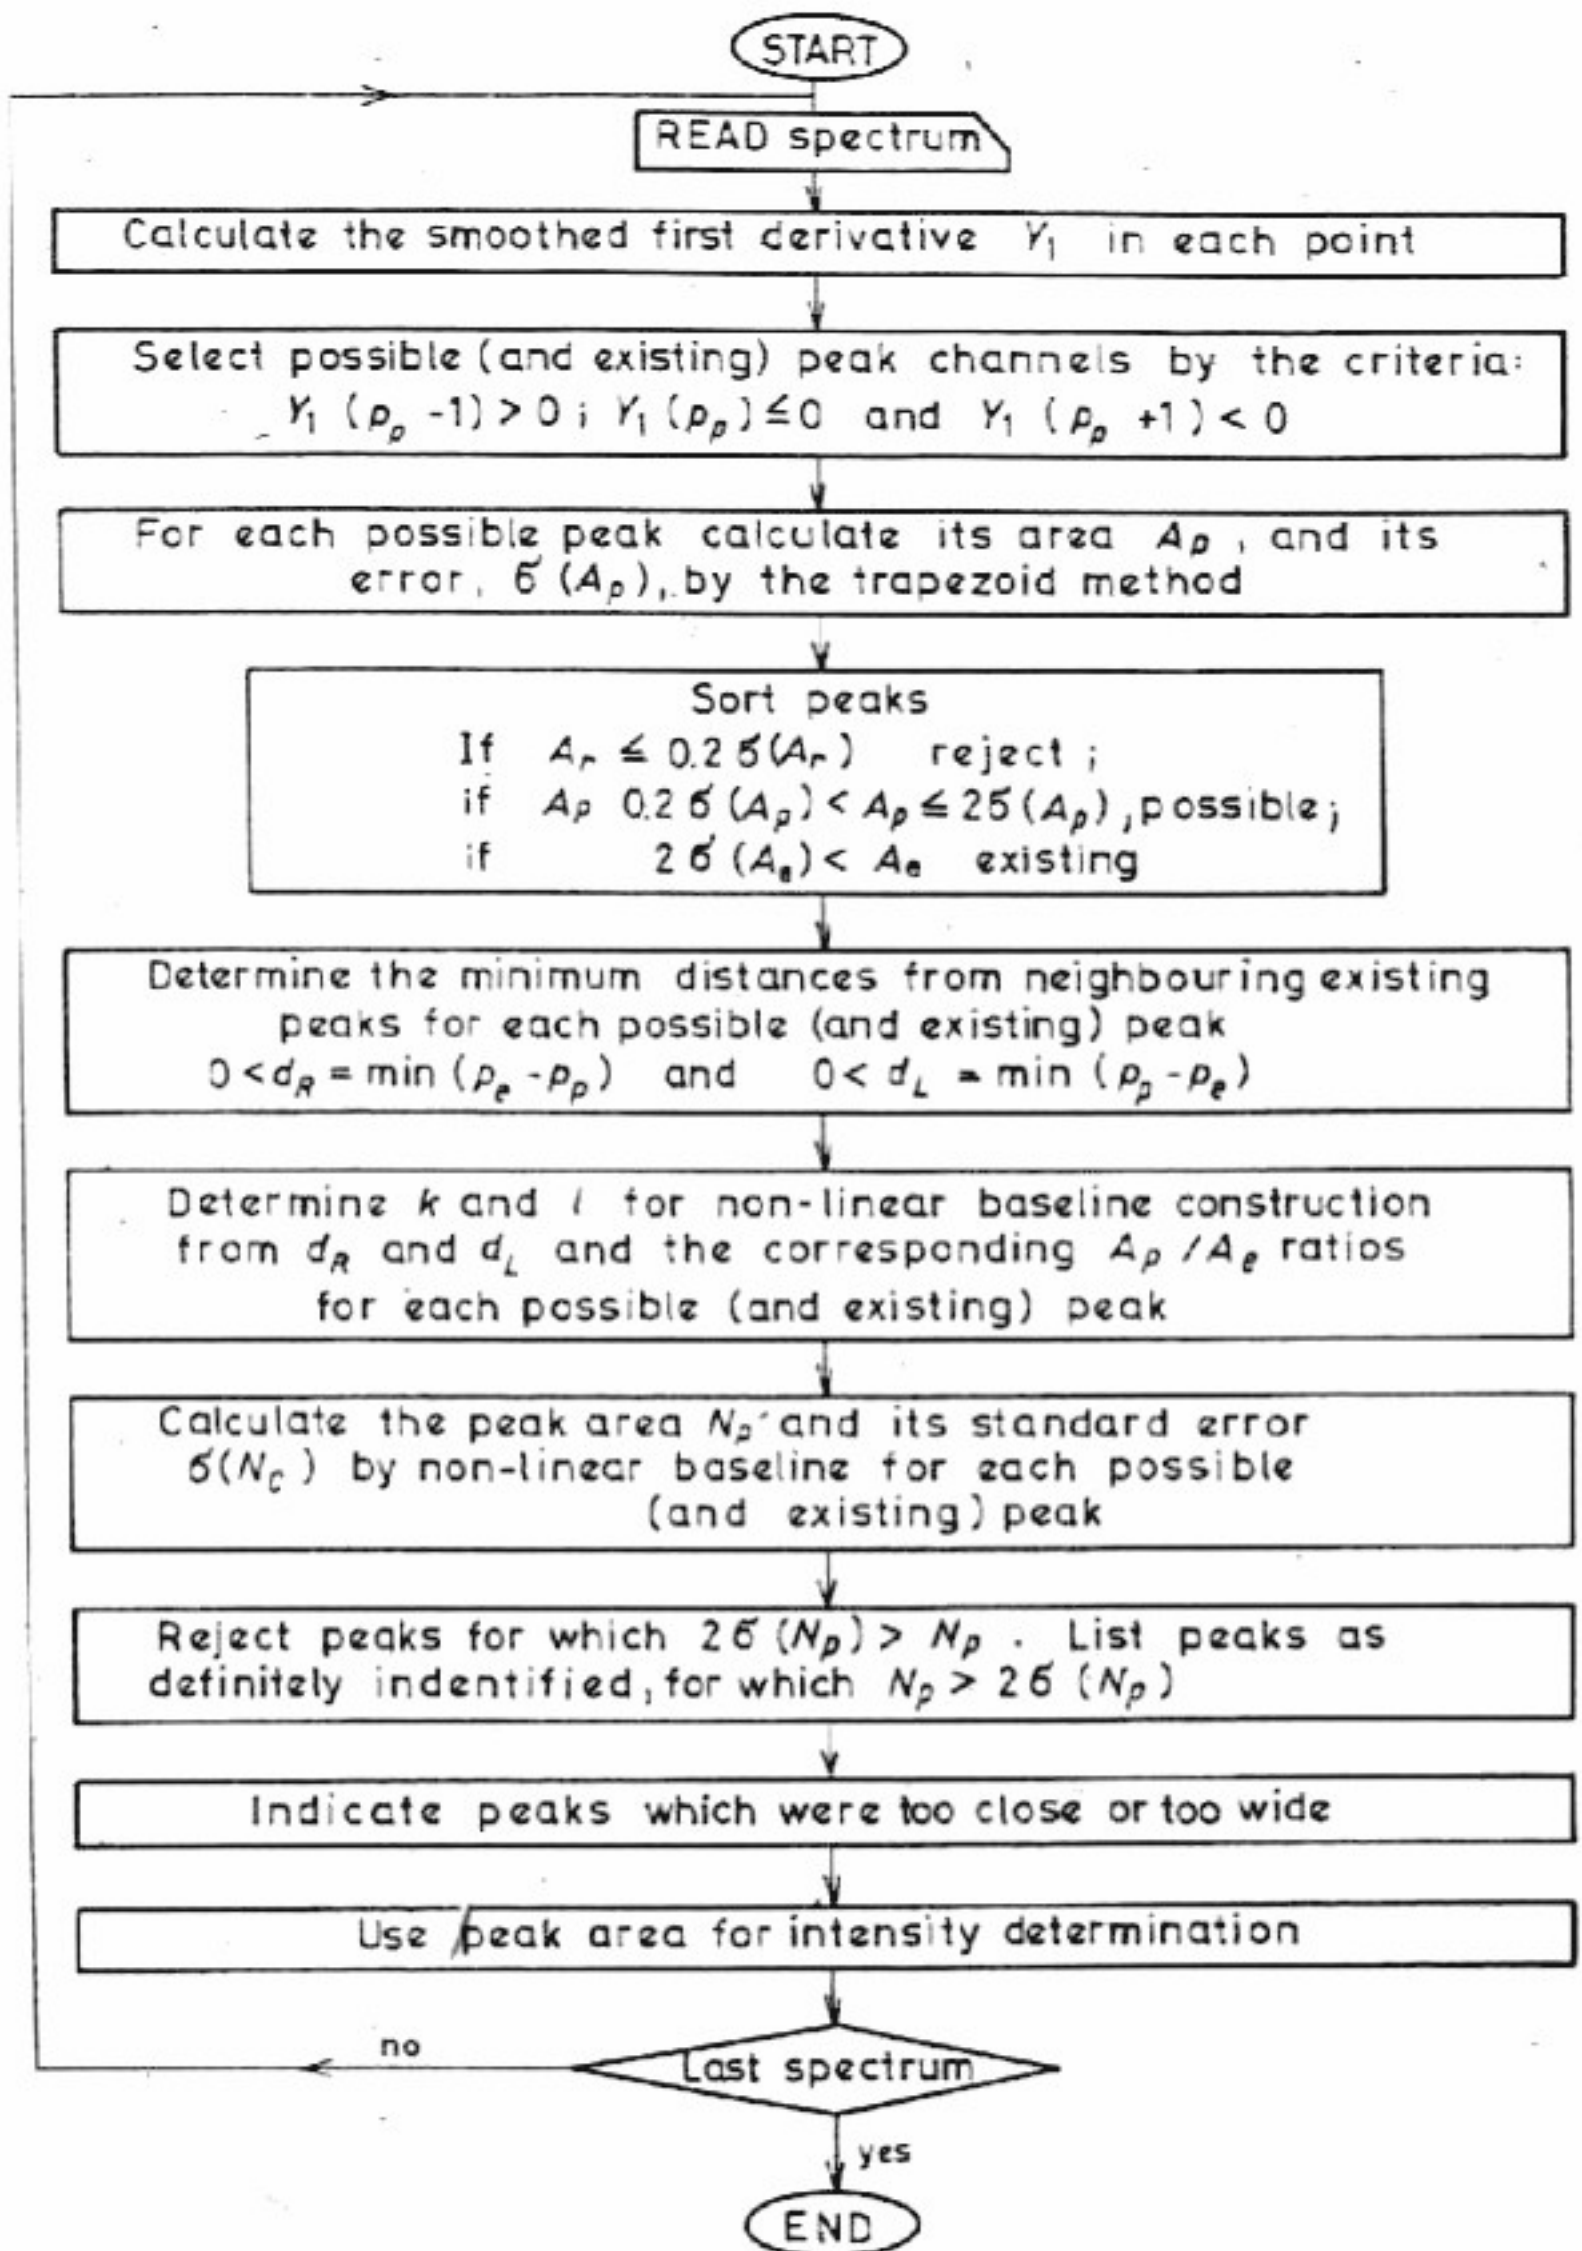 START
READ spectrum
Calculate the smoothed first derivative Y₁ in each point
Select possible (and existing) peak channels by the criteria:
Y₁ (pₚ -1) > 0 ; Y₁ (pₚ) ≦ 0 and Y₁ (pₚ +1) < 0
For each possible peak calculate its area Aₚ , and its
error, σ (Aₚ), by the trapezoid method
Sort peaks
If Aᵣ ≦ 0.2 σ(Aᵣ) reject ;
if Aₚ 0.2 σ (Aₚ) < Aₚ ≦ 2σ (Aₚ) , possible ;
if 2 σ (Aₑ) < Aₑ existing
Determine the minimum distances from neighbouring existing
peaks for each possible (and existing) peak
0 < d_R = min (pₑ - pₚ) and 0 < d_L = min (pₚ - pₑ)
Determine k and l for non-linear baseline construction
from d_R and d_L and the corresponding Aₚ / Aₑ ratios
for each possible (and existing) peak
Calculate the peak area Nₚ and its standard error
σ(N_c) by non-linear baseline for each possible
(and existing) peak
Reject peaks for which 2 σ (Nₚ) > Nₚ . List peaks as
definitely indentified, for which Nₚ > 2 σ (Nₚ)
Indicate peaks which were too close or too wide
Use peak area for intensity determination
no
Last spectrum
yes
END